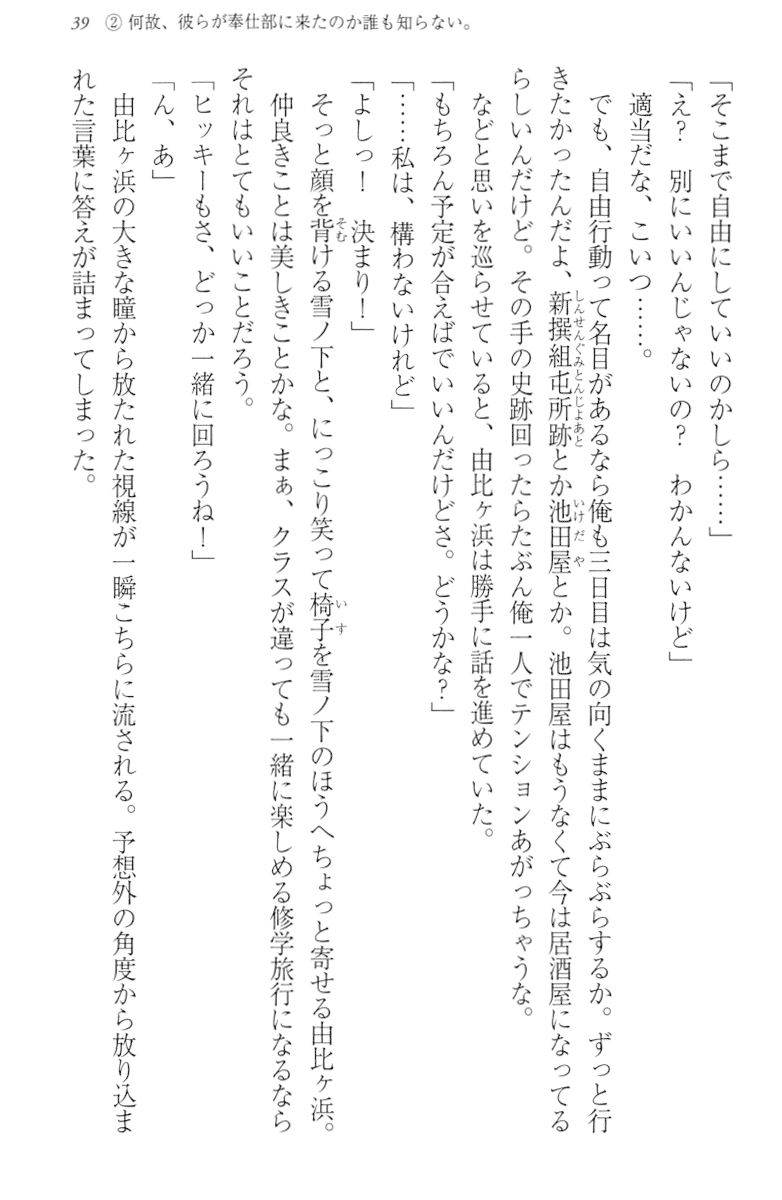 39 ② 何故、彼らが奉仕部に来たのか誰も知らない。
「そこまで自由にしていいのかしら……」
「え？　別にいいんじゃないの？　わかんないけど」
適当だな、こいつ……。
でも、自由行動って名目があるなら俺も三日目は気の向くままにぶらぶらするか。ずっと行
きたかったんだよ、新撰組屯所跡とか池田屋とか。池田屋はもうなくて今は居酒屋になってる
らしいんだけど。その手の史跡回ったらたぶん俺一人でテンションあがっちゃうな。
などと思いを巡らせていると、由比ヶ浜は勝手に話を進めていた。
「もちろん予定が合えばでいいんだけどさ。どうかな？」
「……私は、構わないけれど」
「よしっ！　決まり！」
そっと顔を背ける雪ノ下と、にっこり笑って椅子を雪ノ下のほうへちょっと寄せる由比ヶ浜。
仲良きことは美しきことかな。まぁ、クラスが違っても一緒に楽しめる修学旅行になるなら
それはとてもいいことだろう。
「ヒッキーもさ、どっか一緒に回ろうね！」
「ん、あ」
由比ヶ浜の大きな瞳から放たれた視線が一瞬こちらに流される。予想外の角度から放り込ま
れた言葉に答えが詰まってしまった。